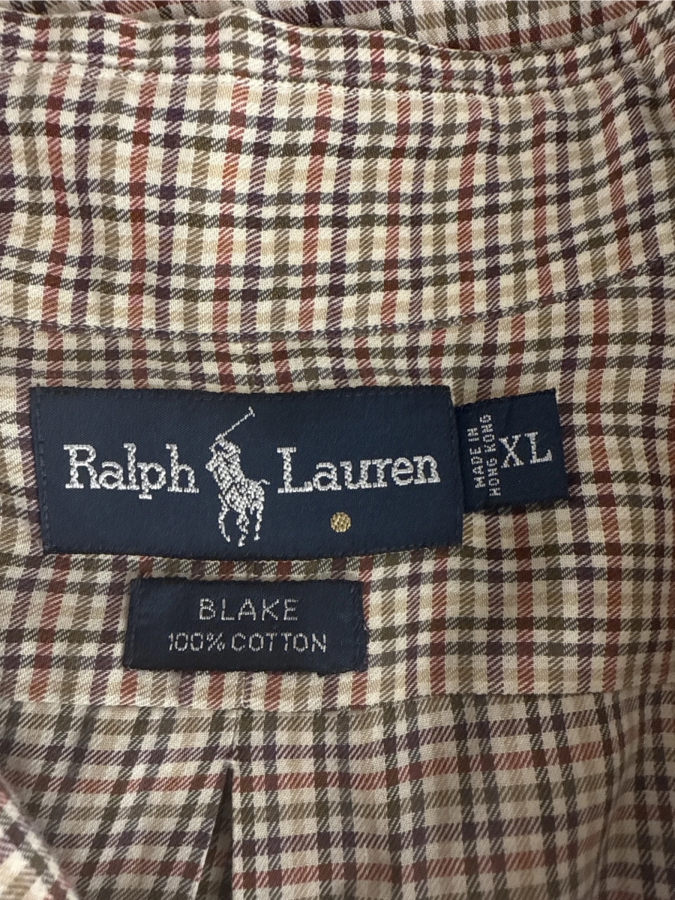 Ralph Lauren
MADE IN
HONG KONG
XL
BLAKE
100% COTTON